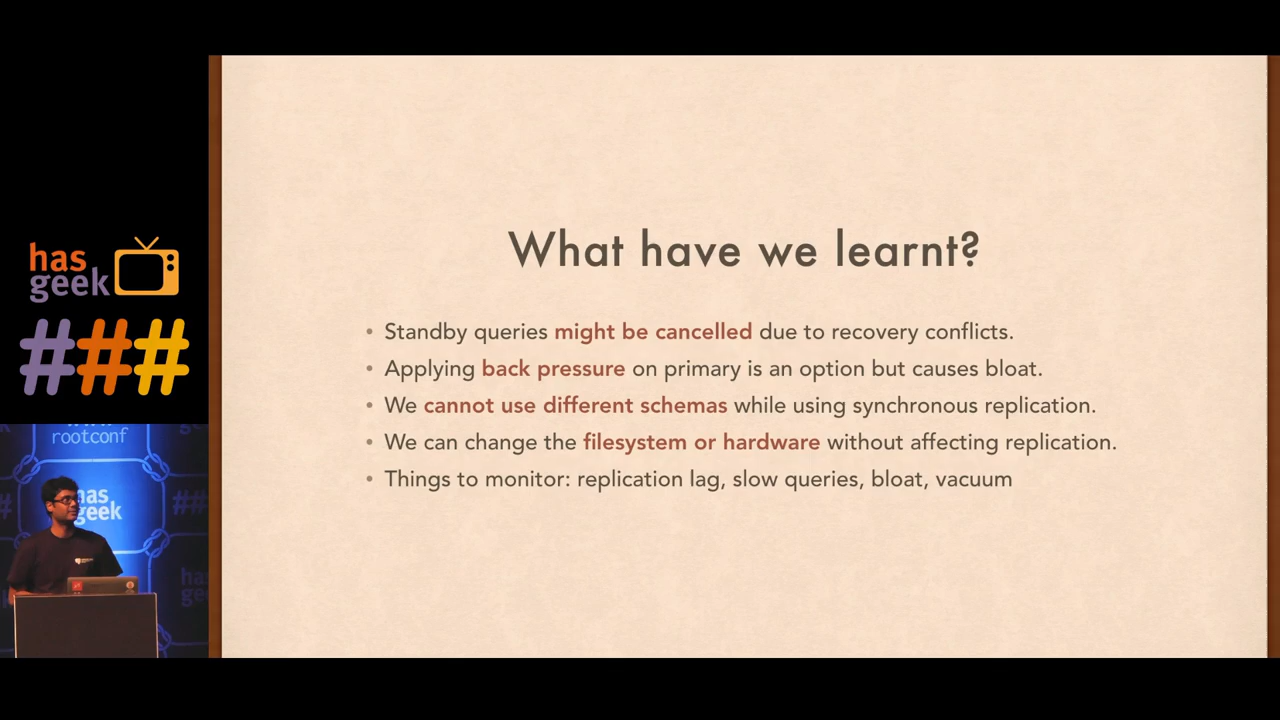 What have we learnt?
• Standby queries might be cancelled due to recovery conflicts.
• Applying back pressure on primary is an option but causes bloat.
• We cannot use different schemas while using synchronous replication.
• We can change the filesystem or hardware without affecting replication.
• Things to monitor: replication lag, slow queries, bloat, vacuum
has
geek
###
rootconf
has
geek
##
has